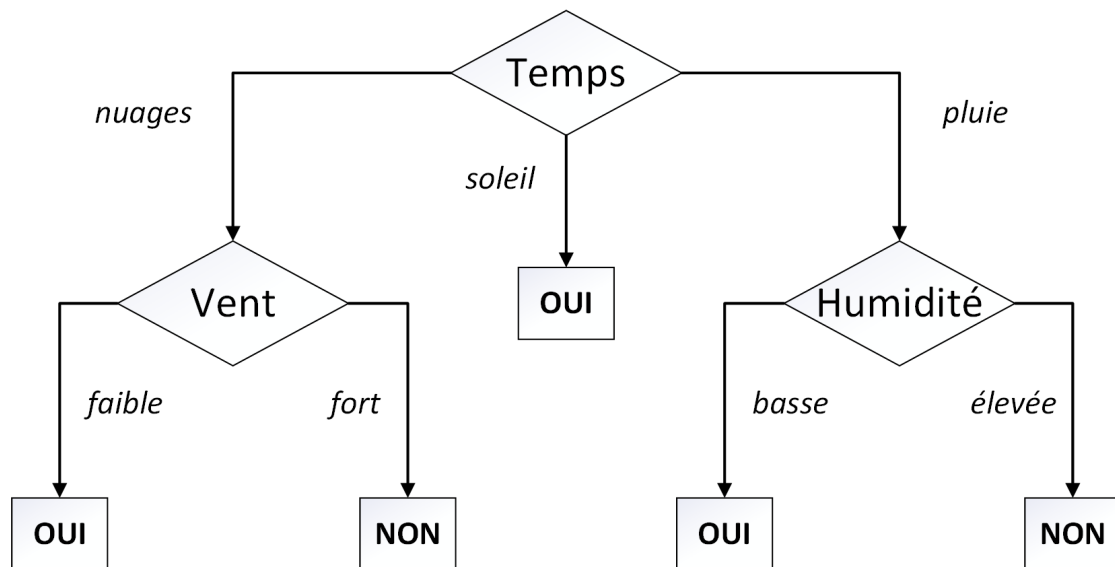 Temps
nuages
pluie
soleil
Vent
OUI
Humidité
faible
fort
basse
élevée
OUI
NON
OUI
NON